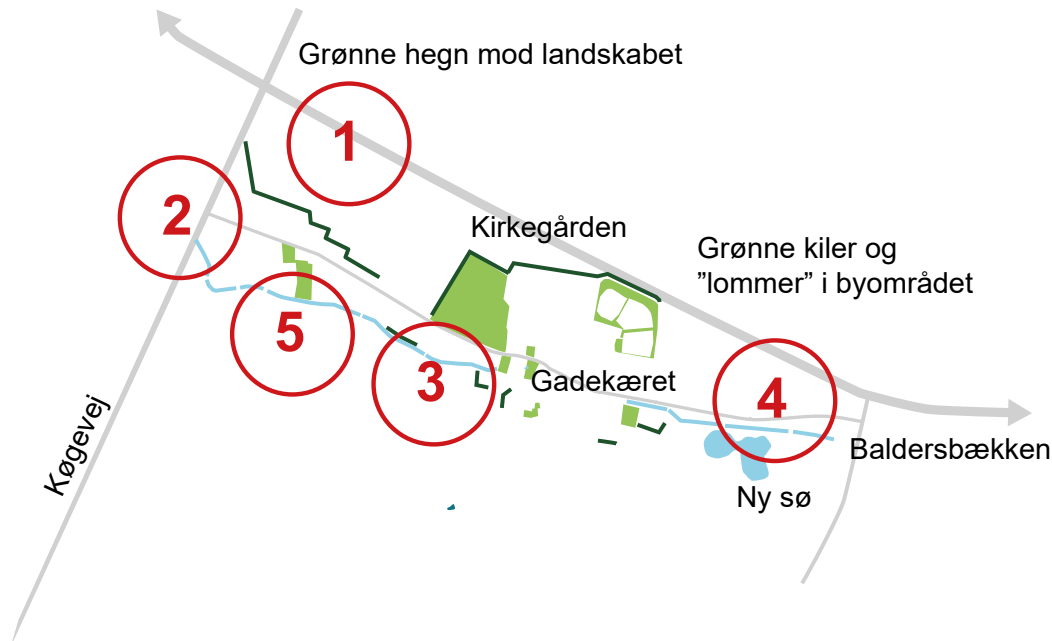 Grønne hegn mod landskabet
1
2
Kirkegården
Grønne kiler og
”lommer” i byområdet
5
3
Gadekæret
4
Køgevej
Baldersbækken
Ny sø